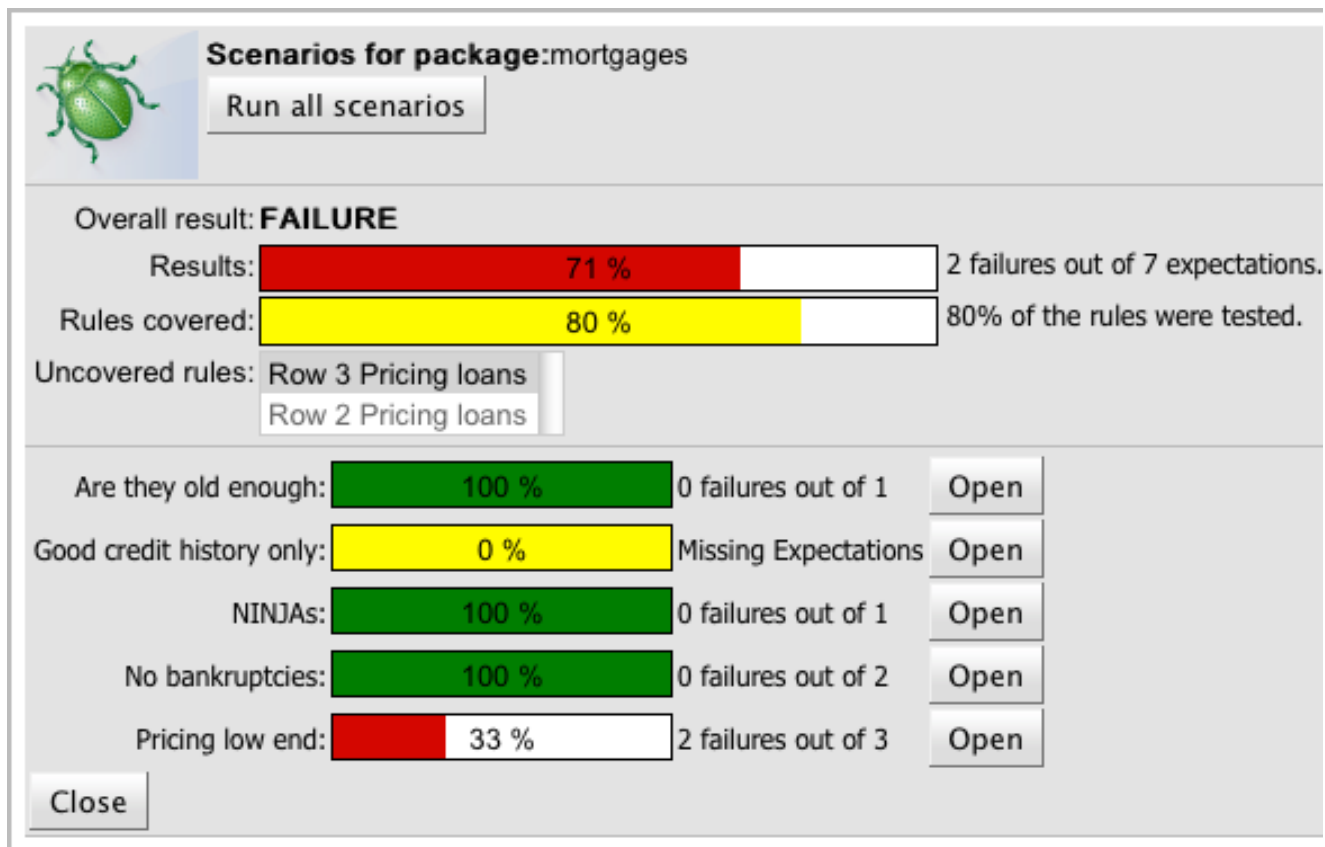 Scenarios for package:mortgages
Run all scenarios
Overall result: FAILURE
Results: 71 % 2 failures out of 7 expectations.
Rules covered: 80 % 80% of the rules were tested.
Uncovered rules: Row 3 Pricing loans
Row 2 Pricing loans
Are they old enough: 100 % 0 failures out of 1 Open
Good credit history only: 0 % Missing Expectations Open
NINJAs: 100 % 0 failures out of 1 Open
No bankruptcies: 100 % 0 failures out of 2 Open
Pricing low end: 33 % 2 failures out of 3 Open
Close